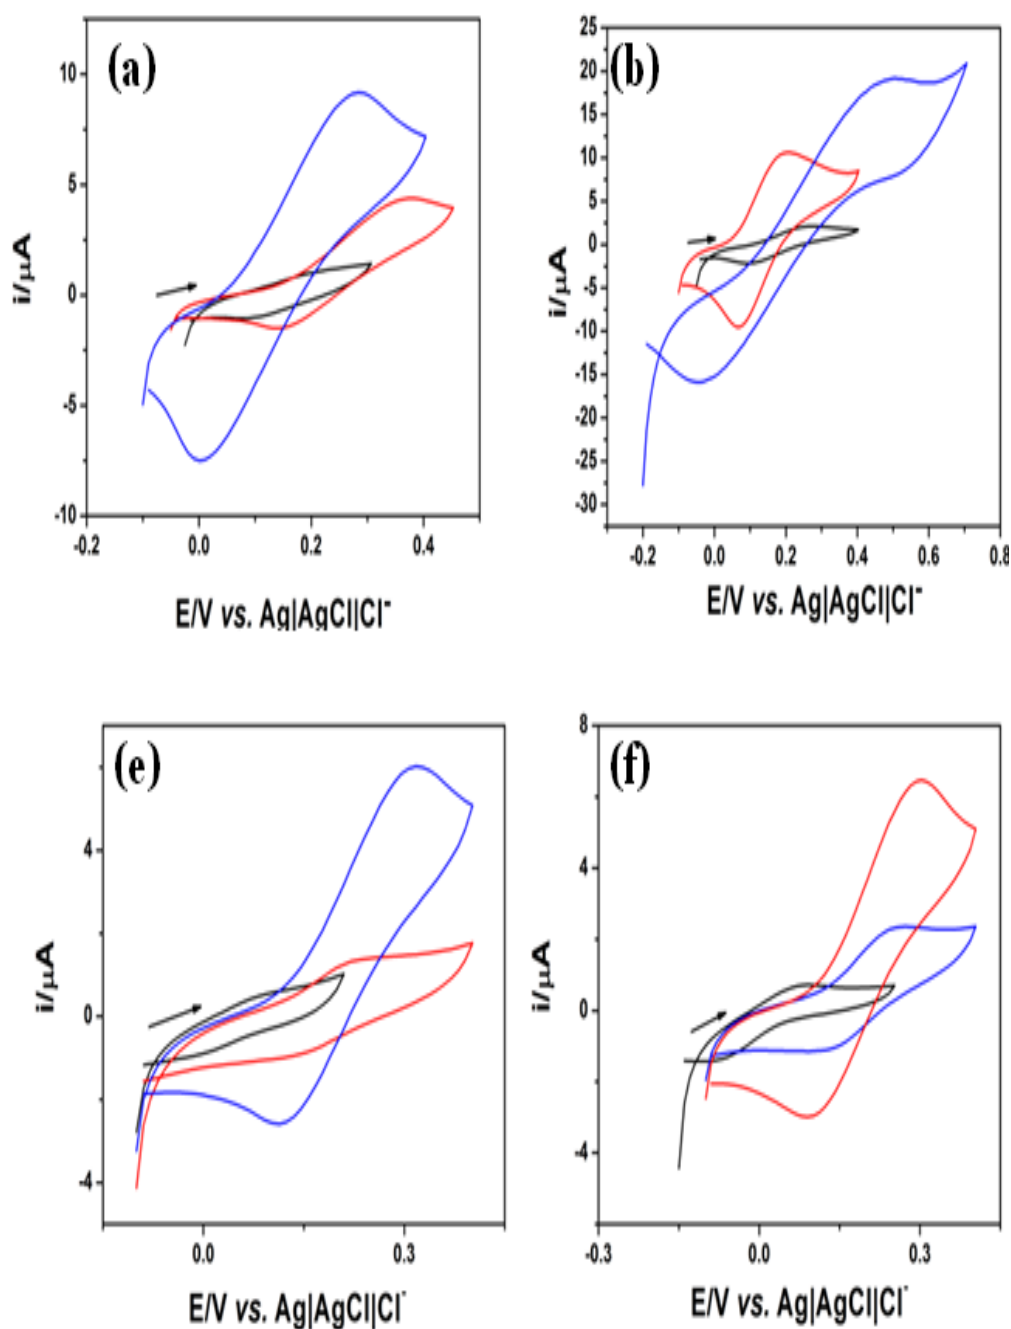 (a)
10
5
0
-5
-10
-0.2 0.0 0.2 0.4
i/μA
E/V vs. Ag|AgCl|Cl⁻
(b)
25
20
15
10
5
0
-5
-10
-15
-20
-25
-30
-0.2 0.0 0.2 0.4 0.6 0.8
i/μA
E/V vs. Ag|AgCl|Cl⁻
(e)
4
0
-4
0.0 0.3
i/μA
E/V vs. Ag|AgCl|Cl⁻
(f)
8
4
0
-4
-0.3 0.0 0.3
i/μA
E/V vs. Ag|AgCl|Cl⁻